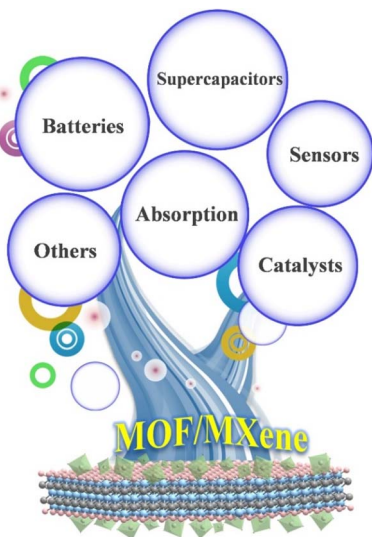 Supercapacitors
Batteries
Sensors
Absorption
Others
Catalysts
MOF/MXene